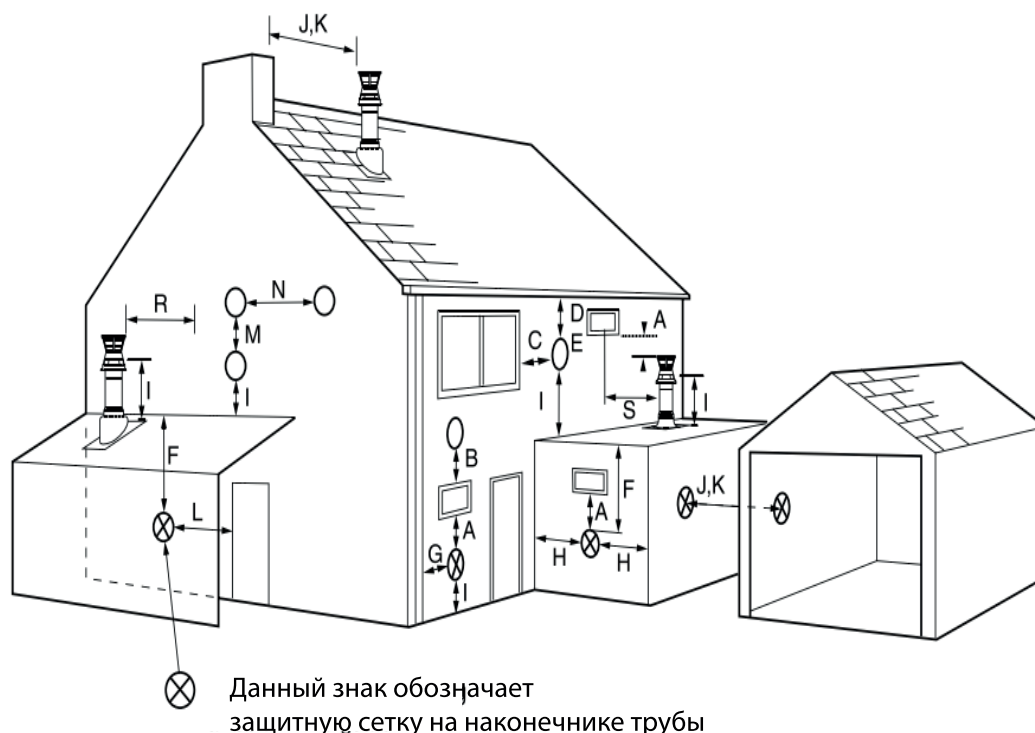 J,K
R
N
M
I
I
F
L
D
E
C
A
I
S
I
B
A
G
I
F
A
H
H
J,K
Данный знак обозначает
защитную сетку на наконечнике трубы